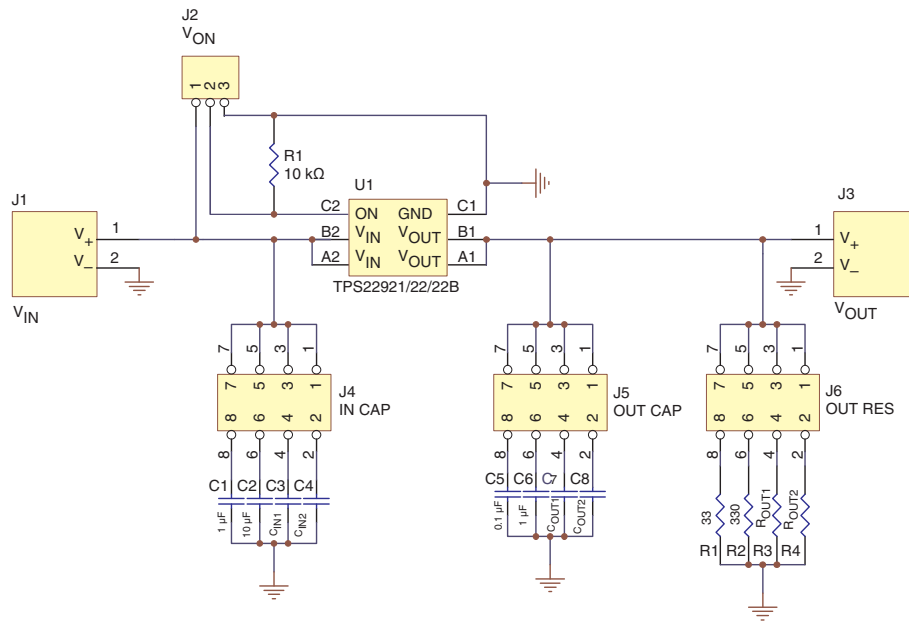 J2
VON
1 2 3
R1
10 kΩ
U1
C2 ON GND C1
B2 VIN VOUT B1
A2 VIN VOUT A1
TPS22921/22/22B
J1
V+ 1
V– 2
VIN
J3
1 V+
2 V–
VOUT
7 5 3 1
7 5 3 1
8 6 4 2
8 6 4 2
J4
IN CAP
C1 C2 C3 C4
1 µF 10 µF CIN1 CIN2
7 5 3 1
7 5 3 1
8 6 4 2
8 6 4 2
J5
OUT CAP
C5 C6 C7 C8
0.1 µF 1 µF COUT1 COUT2
7 5 3 1
7 5 3 1
8 6 4 2
8 6 4 2
J6
OUT RES
33 330 ROUT1 ROUT2
R1 R2 R3 R4